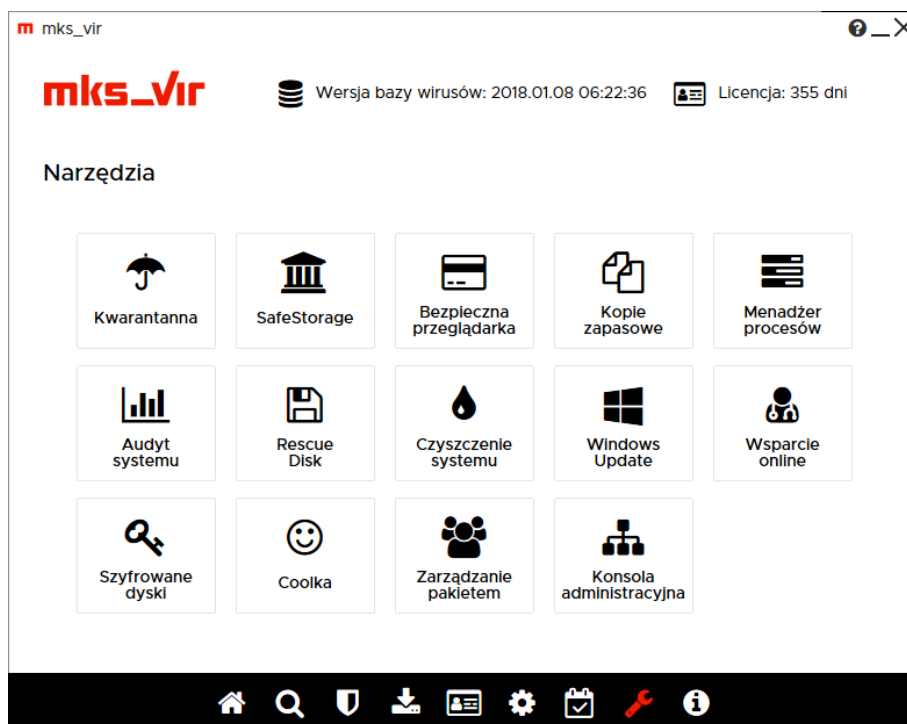 mks_vir
mks_vir
Wersja bazy wirusów: 2018.01.08 06:22:36
Licencja: 355 dni
Narzędzia
Kwarantanna
SafeStorage
Bezpieczna
przeglądarka
Kopie
zapasowe
Menadżer
procesów
Audyt
systemu
Rescue
Disk
Czyszczenie
systemu
Windows
Update
Wsparcie
online
Szyfrowane
dyski
Coolka
Zarządzanie
pakietem
Konsola
administracyjna